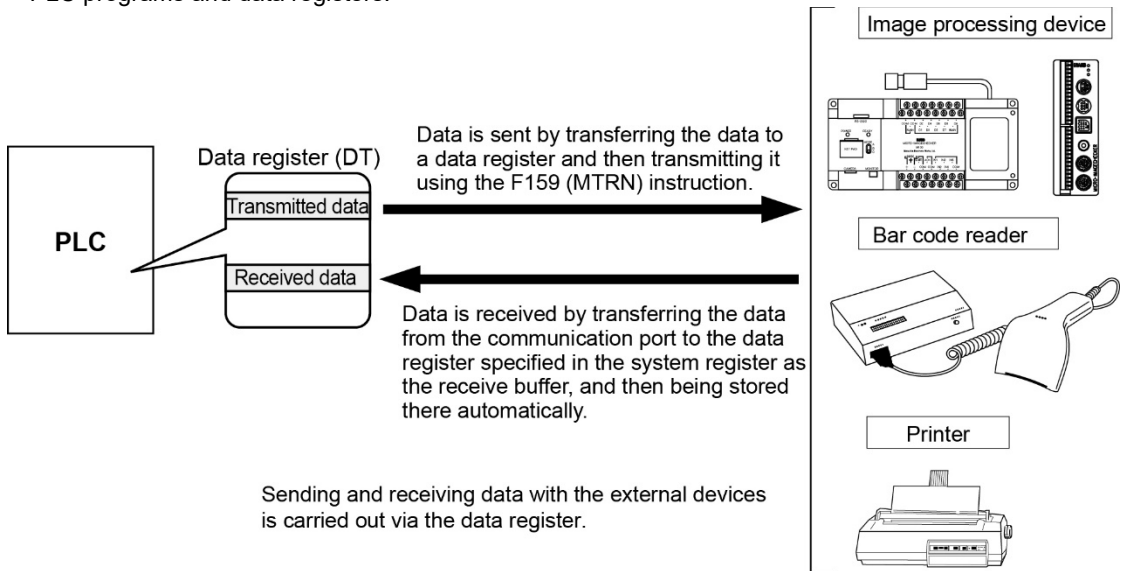 PLC programs and data registers.
Image processing device
Data is sent by transferring the data to
a data register and then transmitting it
using the F159 (MTRN) instruction.
Data register (DT)
Transmitted data
PLC
Bar code reader
Received data
Data is received by transferring the data
from the communication port to the data
register specified in the system register as
the receive buffer, and then being stored
there automatically.
Printer
Sending and receiving data with the external devices
is carried out via the data register.